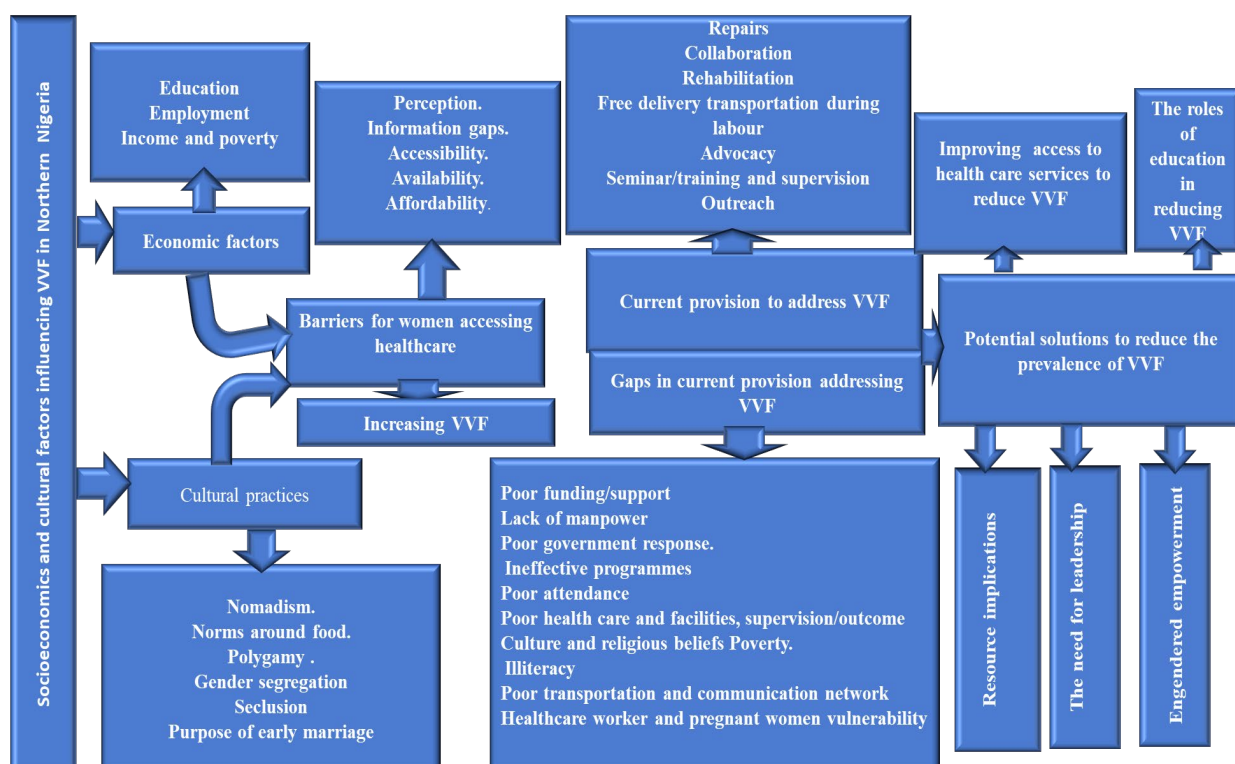 Socioeconomics and cultural factors influencing VVF in Northern Nigeria
Education
Employment
Income and poverty
Economic factors
Perception.
Information gaps.
Accessibility.
Availability.
Affordability.
Barriers for women accessing
healthcare
Increasing VVF
Cultural practices
Nomadism.
Norms around food.
Polygamy .
Gender segregation
Seclusion
Purpose of early marriage
Repairs
Collaboration
Rehabilitation
Free delivery transportation during
labour
Advocacy
Seminar/training and supervision
Outreach
Current provision to address VVF
Gaps in current provision addressing
VVF
Poor funding/support
Lack of manpower
Poor government response.
Ineffective programmes
Poor attendance
Poor health care and facilities, supervision/outcome
Culture and religious beliefs Poverty.
Illiteracy
Poor transportation and communication network
Healthcare worker and pregnant women vulnerability
Improving access to
health care services to
reduce VVF
The roles
of
education
in
reducing
VVF
Potential solutions to reduce the
prevalence of VVF
Resource implications
The need for leadership
Engendered empowerment